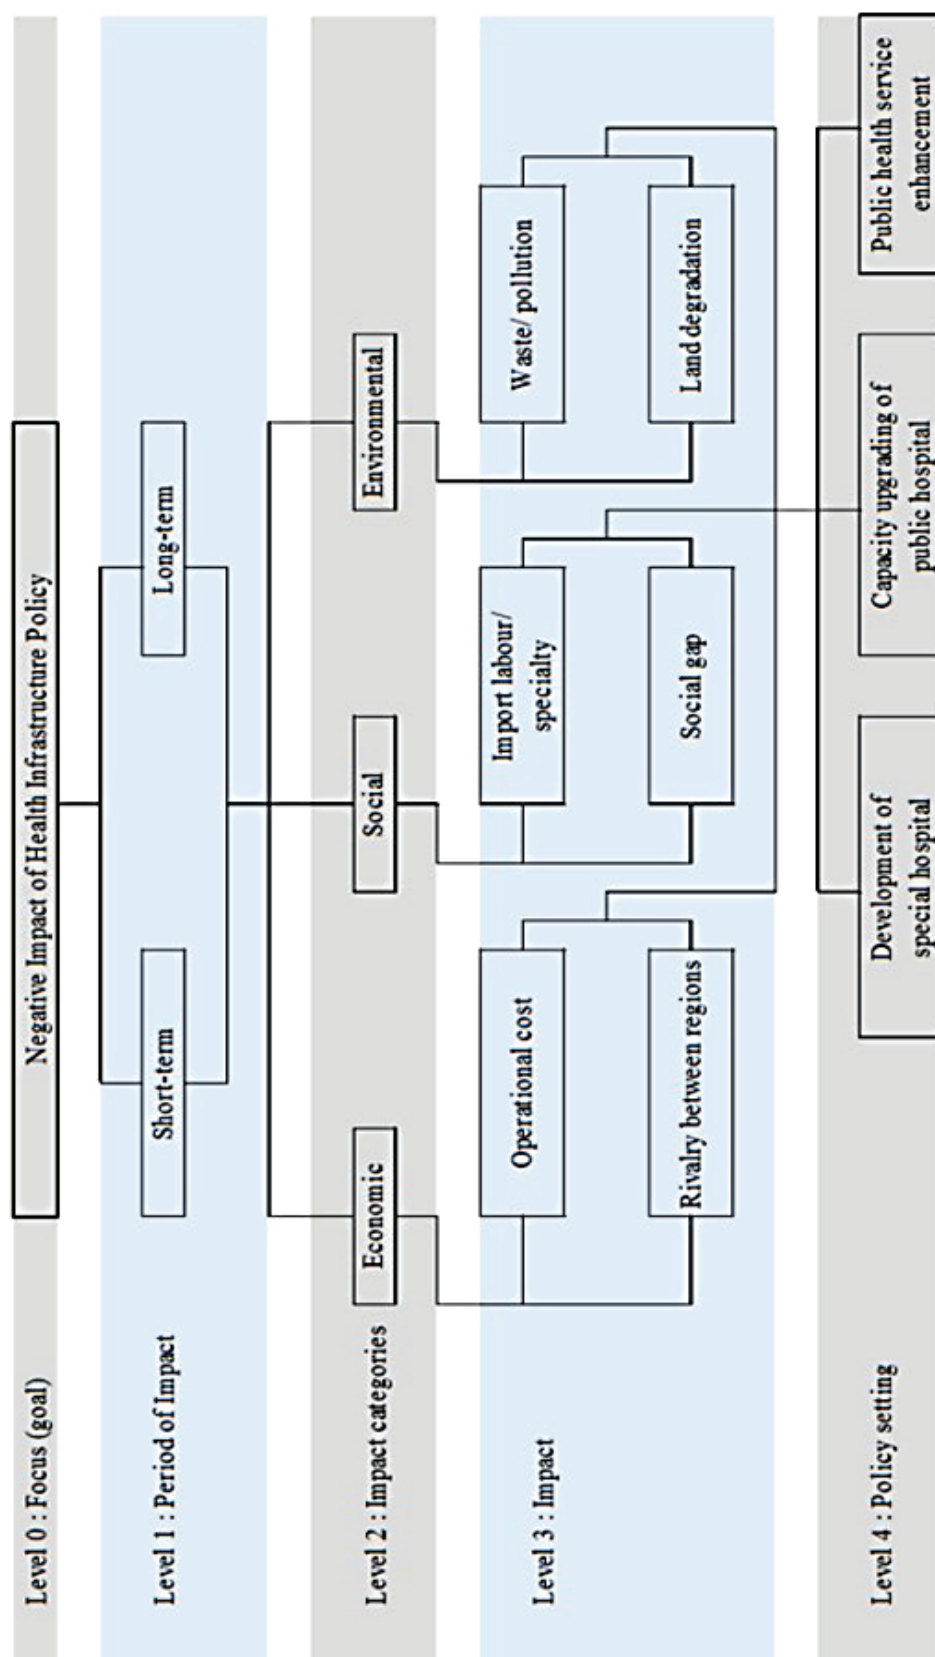 Level 0 : Focus (goal)
Negative Impact of Health Infrastructure Policy
Level 1 : Period of Impact
Short-term
Long-term
Level 2 : Impact categories
Economic
Social
Environmental
Level 3 : Impact
Operational cost
Import labour/
specialty
Waste/ pollution
Rivalry between regions
Social gap
Land degradation
Level 4 : Policy setting
Development of
special hospital
Capacity upgrading of
public hospital
Public health service
enhancement